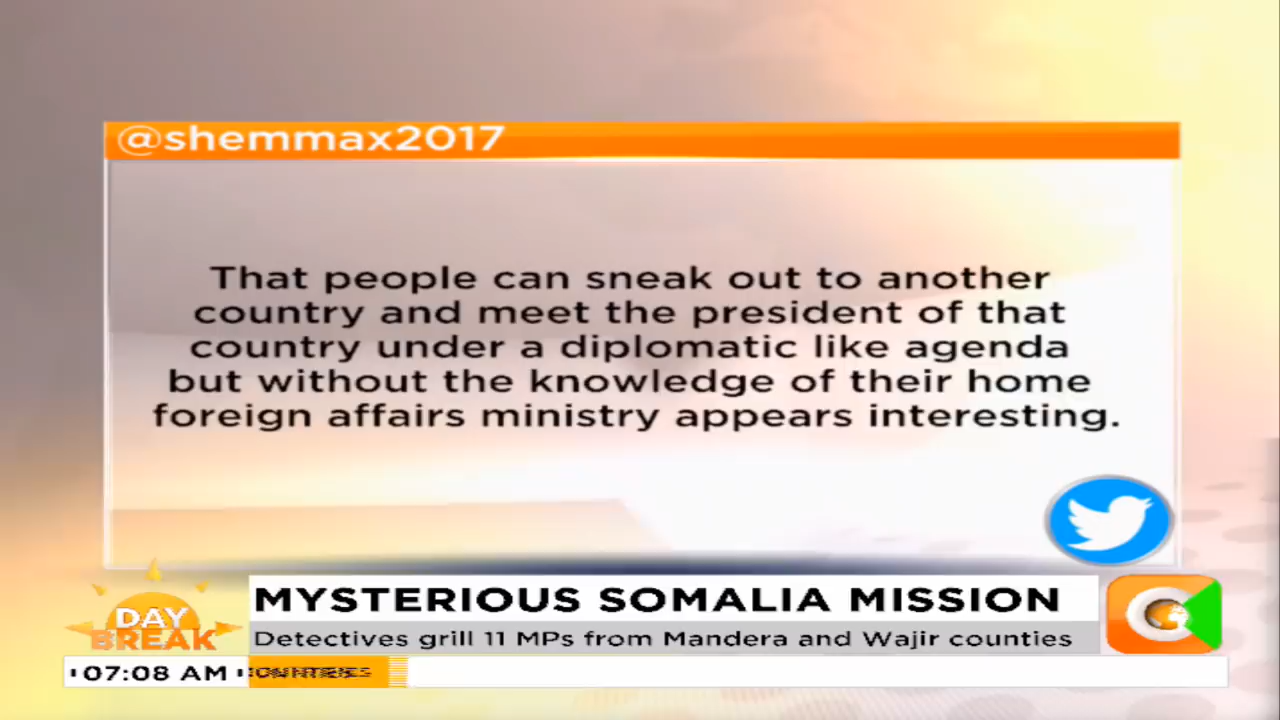 @shemmax2017
That people can sneak out to another
country and meet the president of that
country under a diplomatic like agenda
but without the knowledge of their home
foreign affairs ministry appears interesting.
MYSTERIOUS SOMALIA MISSION
DAY
BREAK
Detectives grill 11 MPs from Mandera and Wajir counties
07:08 AM